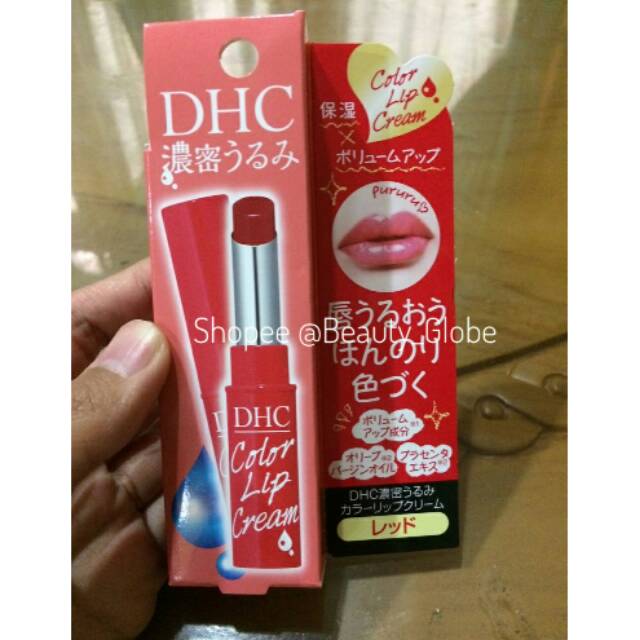 DHC
濃密うるみ
DHC
Color
Lip
Cream
Color
Lip
Cream
保湿
×
ボリュームアップ
pururu
唇うるおう
ほんのり
色づく
ボリューム
アップ成分
オリーブ
バージンオイル
プラセンタ
エキス
DHC濃密うるみ
カラーリップクリーム
レッド
Shopee @Beauty_Globe